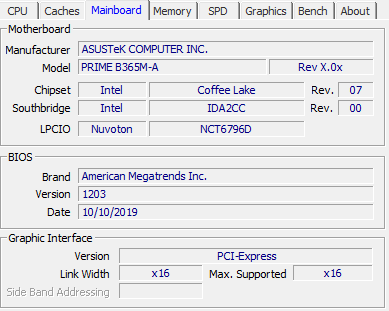 CPU Caches Mainboard Memory SPD Graphics Bench About
Motherboard
Manufacturer ASUSTeK COMPUTER INC.
Model PRIME B365M-A Rev X.0x
Chipset Intel Coffee Lake Rev. 07
Southbridge Intel IDA2CC Rev. 00
LPCIO Nuvoton NCT6796D
BIOS
Brand American Megatrends Inc.
Version 1203
Date 10/10/2019
Graphic Interface
Version PCI-Express
Link Width x16 Max. Supported x16
Side Band Addressing